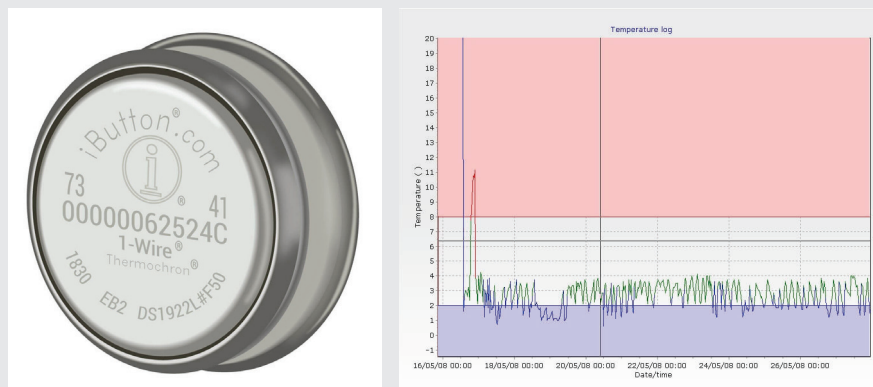 iButton.com®
i
®
73
41
00000062524C
1-Wire®
Thermochron®
1830 EB2 DS1922L#F50
Temperature log
Temperature ( )
20
19
18
17
16
15
14
13
12
11
10
9
8
7
6
5
4
3
2
1
0
-1
16/05/08 00:00 18/05/08 00:00 20/05/08 00:00 22/05/08 00:00 24/05/08 00:00 26/05/08 00:00
Date/time